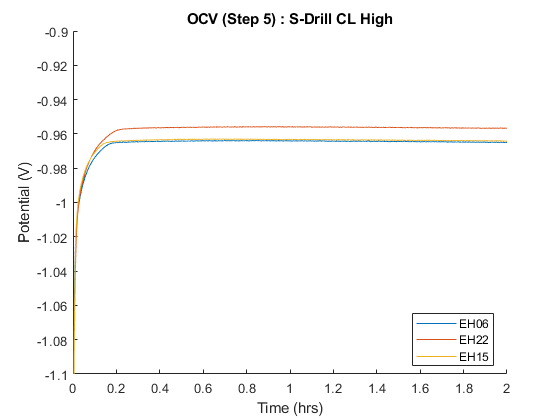 OCV (Step 5) : S-Drill CL High
-0.9
-0.92
-0.94
-0.96
-0.98
-1
-1.02
-1.04
-1.06
-1.08
-1.1
Potential (V)
EH06
EH22
EH15
0 0.2 0.4 0.6 0.8 1 1.2 1.4 1.6 1.8 2
Time (hrs)